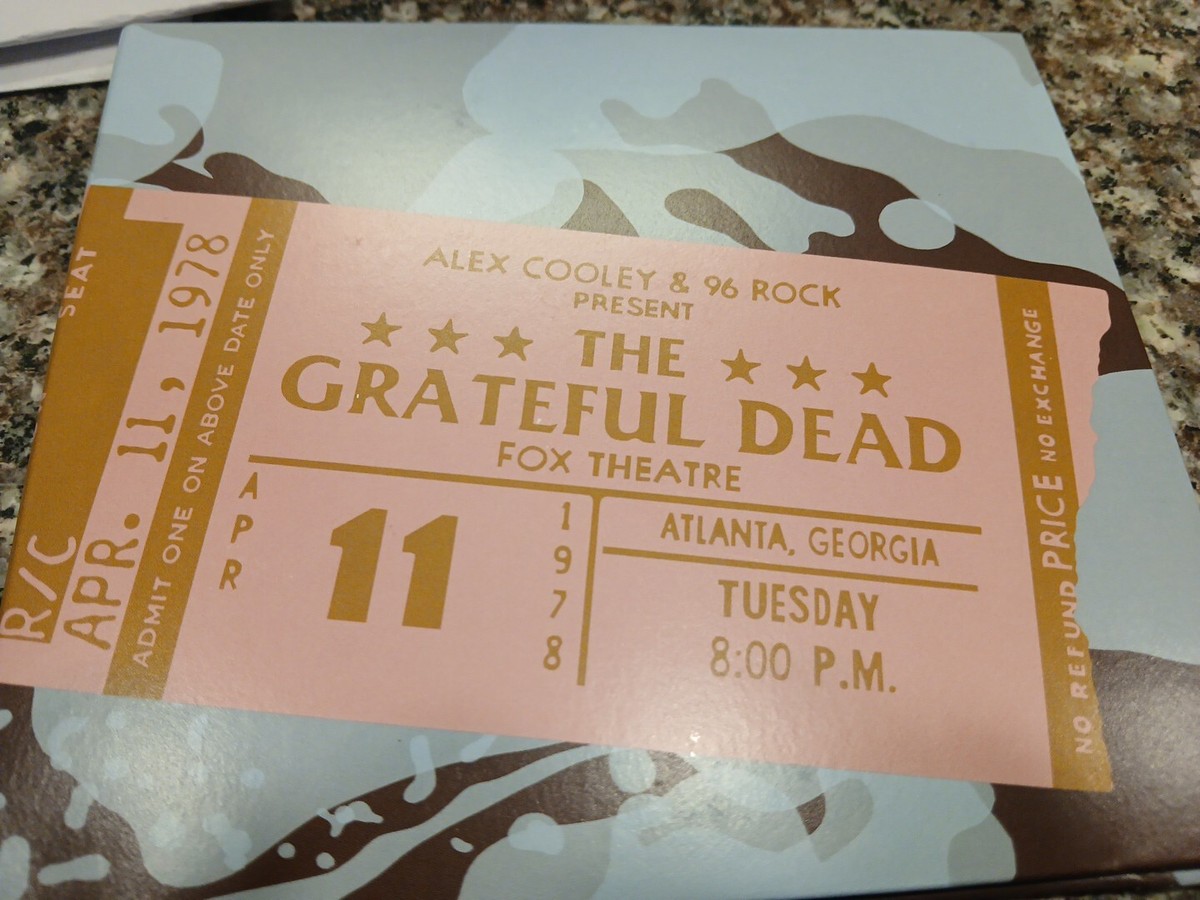 SEAT
R/C
APR. 11, 1978
ADMIT ONE ON ABOVE DATE ONLY
ALEX COOLEY & 96 ROCK
PRESENT
THE
GRATEFUL DEAD
FOX THEATRE
APR
11
1978
ATLANTA, GEORGIA
TUESDAY
8:00 P.M.
NO REFUND PRICE NO EXCHANGE